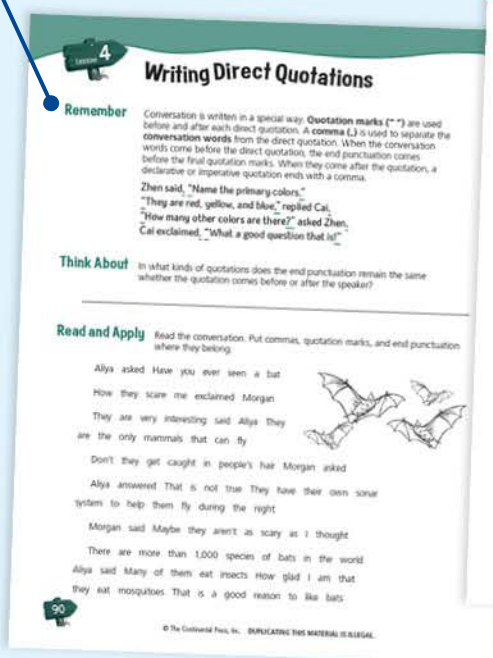 Lesson 4
Writing Direct Quotations
Remember
Conversation is written in a special way. Quotation marks (" ") are used
before and after each direct quotation. A comma (,) is used to separate the
conversation words from the direct quotation. When the conversation
words come before the direct quotation, the end punctuation comes
before the final quotation marks. When they come after the quotation, a
declarative or imperative quotation ends with a comma.
Zhen said, "Name the primary colors."
"They are red, yellow, and blue," replied Cai.
"How many other colors are there?" asked Zhen.
Cai exclaimed, "What a good question that is!"
Think About
In what kinds of quotations does the end punctuation remain the same
whether the quotation comes before or after the speaker?
Read and Apply
Read the conversation. Put commas, quotation marks, and end punctuation
where they belong.
Aliya asked Have you ever seen a bat
How they scare me exclaimed Morgan
They are very interesting said Aliya They
are the only mammals that can fly
Don't they get caught in people's hair Morgan asked
Aliya answered That is not true They have their own sonar
system to help them fly during the night
Morgan said Maybe they aren't as scary as I thought
There are more than 1,000 species of bats in the world
Aliya said Many of them eat insects How glad I am that
they eat mosquitoes That is a good reason to like bats
90
© The Continental Press, Inc. DUPLICATING THIS MATERIAL IS ILLEGAL.